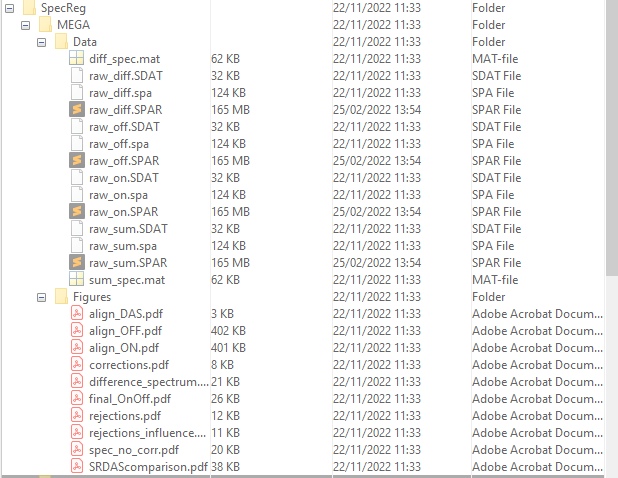 SpecReg 22/11/2022 11:33 Folder
MEGA 22/11/2022 11:33 Folder
Data 22/11/2022 11:33 Folder
diff_spec.mat 62 KB 22/11/2022 11:33 MAT-file
raw_diff.SDAT 32 KB 22/11/2022 11:33 SDAT File
raw_diff.spa 124 KB 22/11/2022 11:33 SPA File
raw_diff.SPAR 165 MB 25/02/2022 13:54 SPAR File
raw_off.SDAT 32 KB 22/11/2022 11:33 SDAT File
raw_off.spa 124 KB 22/11/2022 11:33 SPA File
raw_off.SPAR 165 MB 25/02/2022 13:54 SPAR File
raw_on.SDAT 32 KB 22/11/2022 11:33 SDAT File
raw_on.spa 124 KB 22/11/2022 11:33 SPA File
raw_on.SPAR 165 MB 25/02/2022 13:54 SPAR File
raw_sum.SDAT 32 KB 22/11/2022 11:33 SDAT File
raw_sum.spa 124 KB 22/11/2022 11:33 SPA File
raw_sum.SPAR 165 MB 25/02/2022 13:54 SPAR File
sum_spec.mat 62 KB 22/11/2022 11:33 MAT-file
Figures 22/11/2022 11:33 Folder
align_DAS.pdf 3 KB 22/11/2022 11:33 Adobe Acrobat Docum...
align_OFF.pdf 402 KB 22/11/2022 11:33 Adobe Acrobat Docum...
align_ON.pdf 401 KB 22/11/2022 11:33 Adobe Acrobat Docum...
corrections.pdf 8 KB 22/11/2022 11:33 Adobe Acrobat Docum...
difference_spectrum.... 21 KB 22/11/2022 11:33 Adobe Acrobat Docum...
final_OnOff.pdf 26 KB 22/11/2022 11:33 Adobe Acrobat Docum...
rejections.pdf 12 KB 22/11/2022 11:33 Adobe Acrobat Docum...
rejections_influence.... 11 KB 22/11/2022 11:33 Adobe Acrobat Docum...
spec_no_corr.pdf 20 KB 22/11/2022 11:33 Adobe Acrobat Docum...
SRDAScomparison.pdf 38 KB 22/11/2022 11:33 Adobe Acrobat Docum...